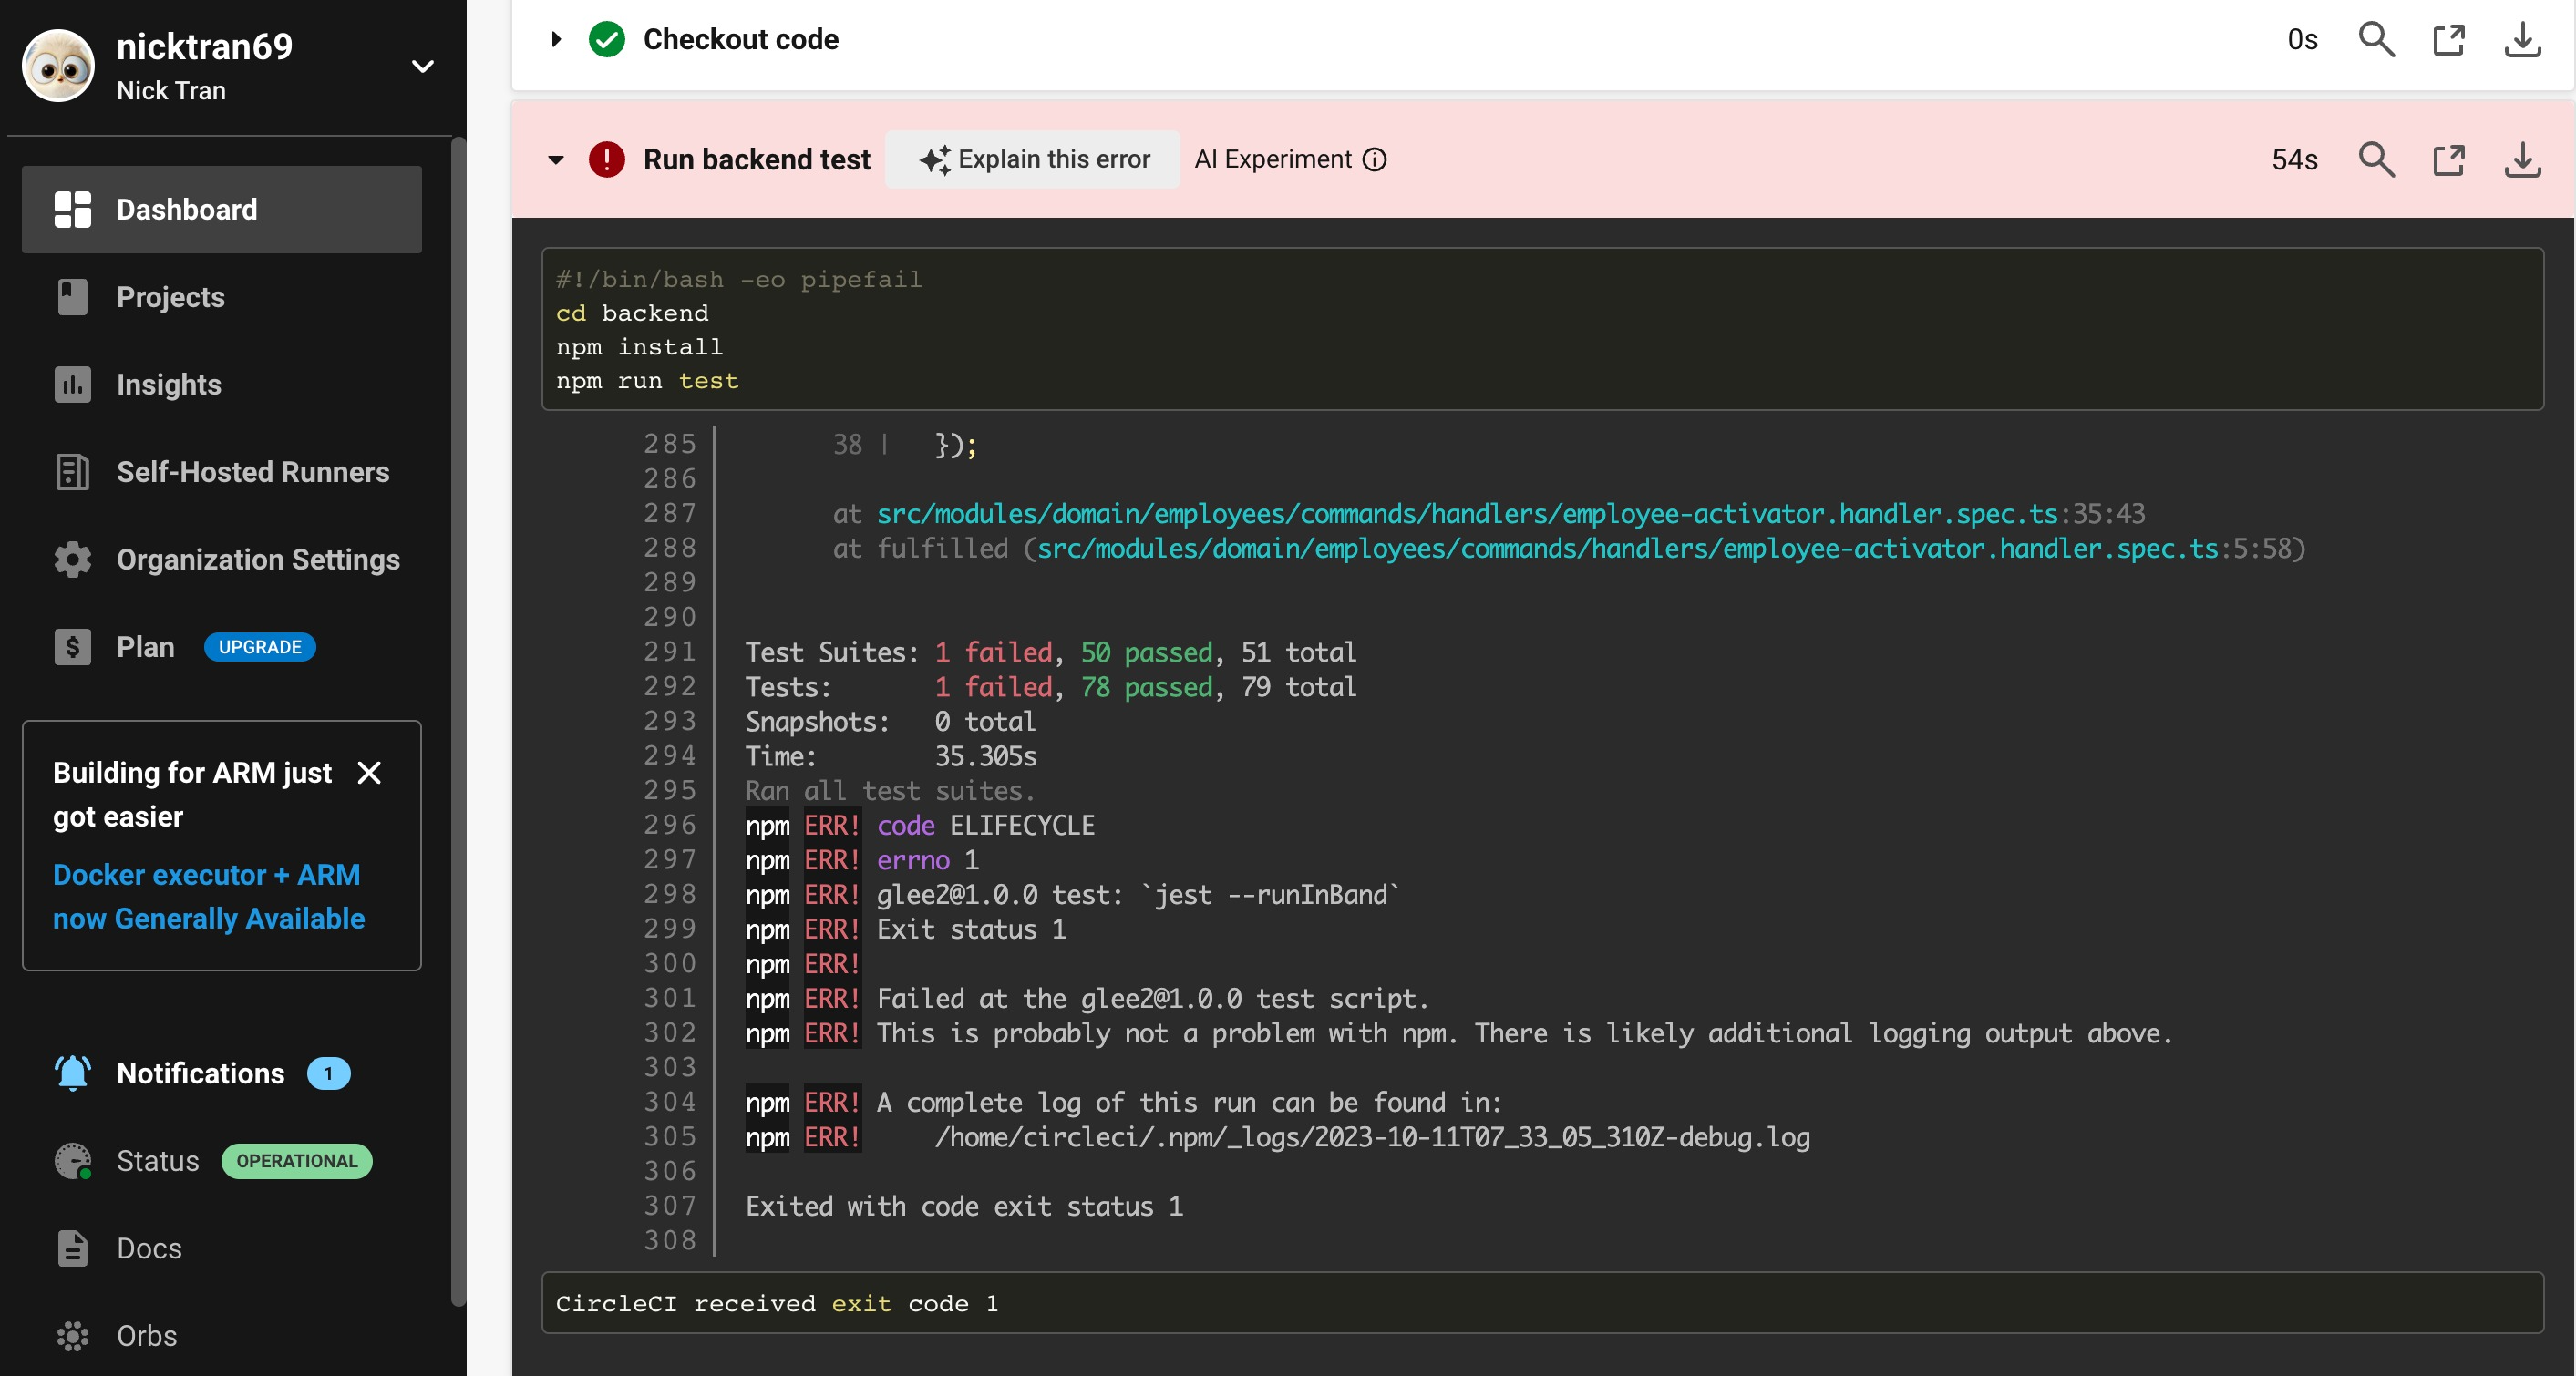 nicktran69
Nick Tran
Dashboard
Projects
Insights
Self-Hosted Runners
Organization Settings
Plan UPGRADE
Building for ARM just
got easier
Docker executor + ARM
now Generally Available
Notifications 1
Status OPERATIONAL
Docs
Orbs
Checkout code 0s
Run backend test Explain this error AI Experiment 54s
#!/bin/bash -eo pipefail
cd backend
npm install
npm run test
285 38 | });
286
287 at src/modules/domain/employees/commands/handlers/employee-activator.handler.spec.ts:35:43
288 at fulfilled (src/modules/domain/employees/commands/handlers/employee-activator.handler.spec.ts:5:58)
289
290
291 Test Suites: 1 failed, 50 passed, 51 total
292 Tests: 1 failed, 78 passed, 79 total
293 Snapshots: 0 total
294 Time: 35.305s
295 Ran all test suites.
296 npm ERR! code ELIFECYCLE
297 npm ERR! errno 1
298 npm ERR! glee2@1.0.0 test: `jest --runInBand`
299 npm ERR! Exit status 1
300 npm ERR!
301 npm ERR! Failed at the glee2@1.0.0 test script.
302 npm ERR! This is probably not a problem with npm. There is likely additional logging output above.
303
304 npm ERR! A complete log of this run can be found in:
305 npm ERR! /home/circleci/.npm/_logs/2023-10-11T07_33_05_310Z-debug.log
306
307 Exited with code exit status 1
308
CircleCI received exit code 1